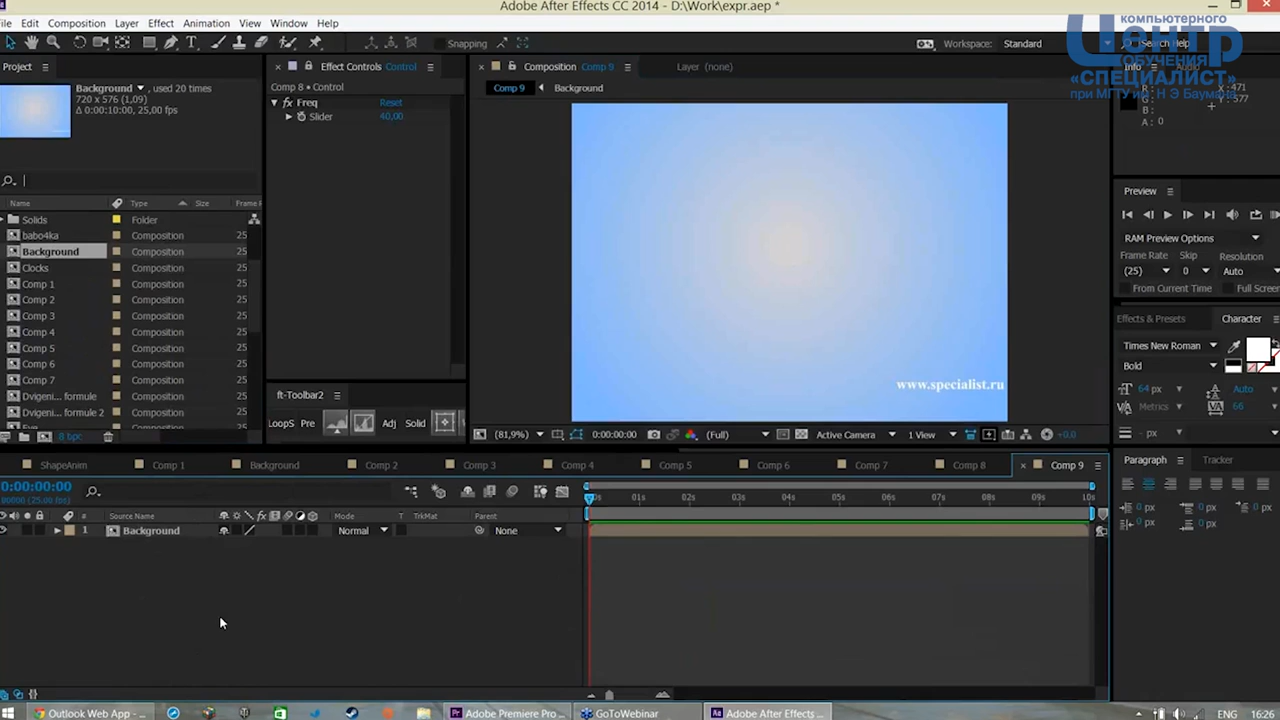 Adobe After Effects CC 2014 - D:\Work\expr.aep *
File Edit Composition Layer Effect Animation View Window Help
Snapping
Workspace: Standard
Search Help
компьютерного
Центр
ОБУЧЕНИЯ
«СПЕЦИАЛИСТ»
при МГТУ им. Н Э Баумана
Project
Background , used 20 times
720 x 576 (1,09)
Δ 0:00:10:00, 25,00 fps
Name Type Size Frame R
Solids Folder
babo4ka Composition 25
Background Composition 25
Clocks Composition 25
Comp 1 Composition 25
Comp 2 Composition 25
Comp 3 Composition 25
Comp 4 Composition 25
Comp 5 Composition 25
Comp 6 Composition 25
Comp 7 Composition 25
Dvigeni... formule Composition 25
Dvigeni... formule 2 Composition 25
8 bpc
Effect Controls Control
Comp 8 • Control
fx Freq Reset
Slider 40,00
ft-Toolbar2
LoopS Pre Adj Solid
Composition Comp 9 Layer (none)
Comp 9 Background
www.specialist.ru
(81,9%) 0:00:00:00 (Full) Active Camera 1 View +0,0
Info Audio
R :
G :
B :
A : 0
X: 471
Y: 577
Preview
RAM Preview Options
Frame Rate Skip Resolution
(25) 0 Auto
From Current Time Full Screen
Effects & Presets Character
Times New Roman
Bold
64 px Auto
Metrics 66
- px
Paragraph Tracker
0 px 0 px 0 px
0 px 0 px
ShapeAnim Comp 1 Background Comp 2 Comp 3 Comp 4 Comp 5 Comp 6 Comp 7 Comp 8 Comp 9
0:00:00:00
00000 (25.00 fps)
01s 02s 03s 04s 05s 06s 07s 08s 09s 10s
# Source Name Mode T TrkMat Parent
1 Background Normal None
Outlook Web App - ... Adobe Premiere Pro ... GoToWebinar Adobe After Effects ... ENG 16:26